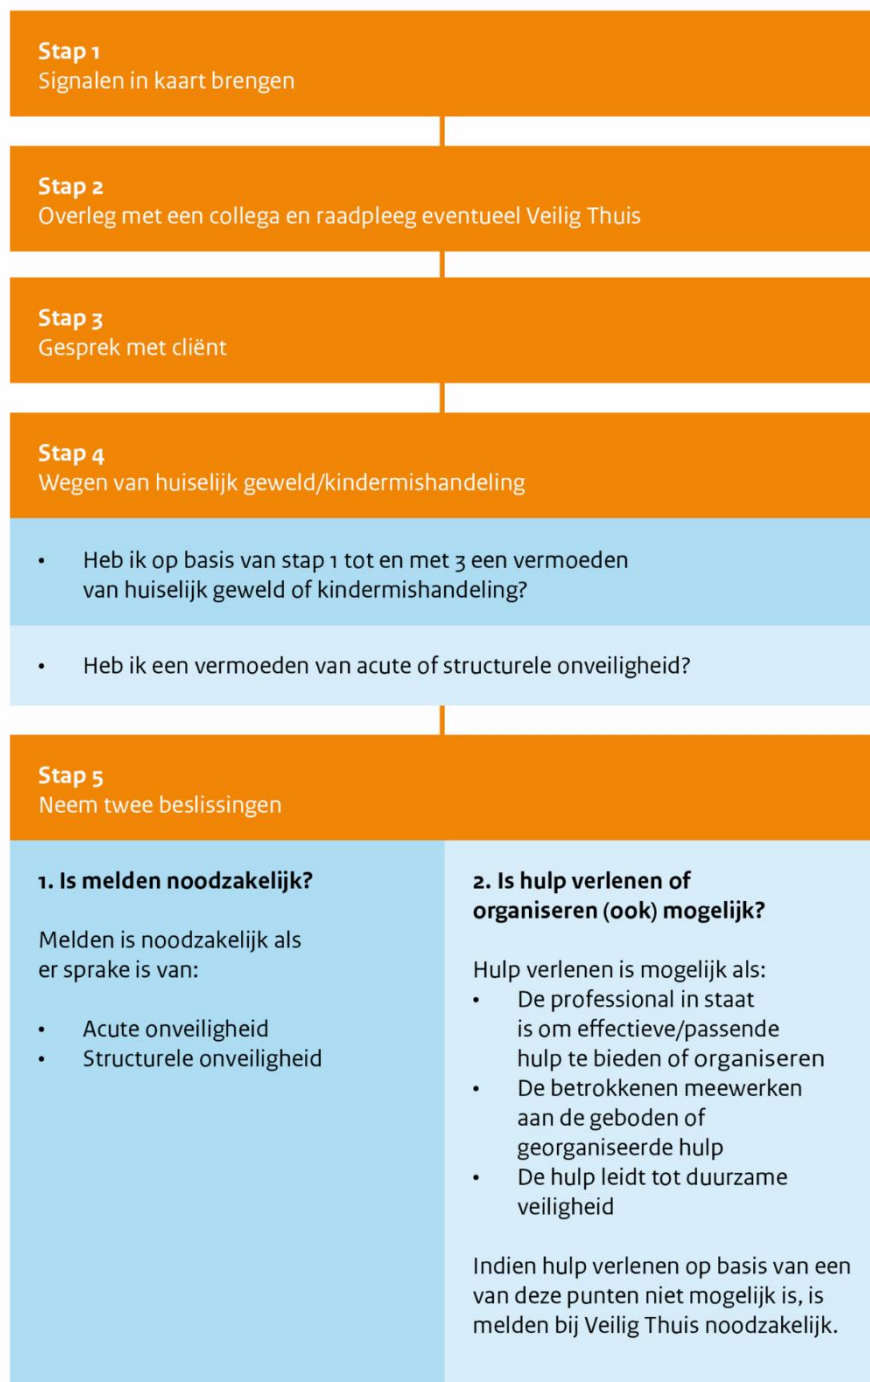 Stap 1
Signalen in kaart brengen
Stap 2
Overleg met een collega en raadpleeg eventueel Veilig Thuis
Stap 3
Gesprek met cliënt
Stap 4
Wegen van huiselijk geweld/kindermishandeling
• Heb ik op basis van stap 1 tot en met 3 een vermoeden
van huiselijk geweld of kindermishandeling?
• Heb ik een vermoeden van acute of structurele onveiligheid?
Stap 5
Neem twee beslissingen
1. Is melden noodzakelijk?
Melden is noodzakelijk als
er sprake is van:
• Acute onveiligheid
• Structurele onveiligheid
2. Is hulp verlenen of
organiseren (ook) mogelijk?
Hulp verlenen is mogelijk als:
• De professional in staat
is om effectieve/passende
hulp te bieden of organiseren
• De betrokkenen meewerken
aan de geboden of
georganiseerde hulp
• De hulp leidt tot duurzame
veiligheid
Indien hulp verlenen op basis van een
van deze punten niet mogelijk is, is
melden bij Veilig Thuis noodzakelijk.